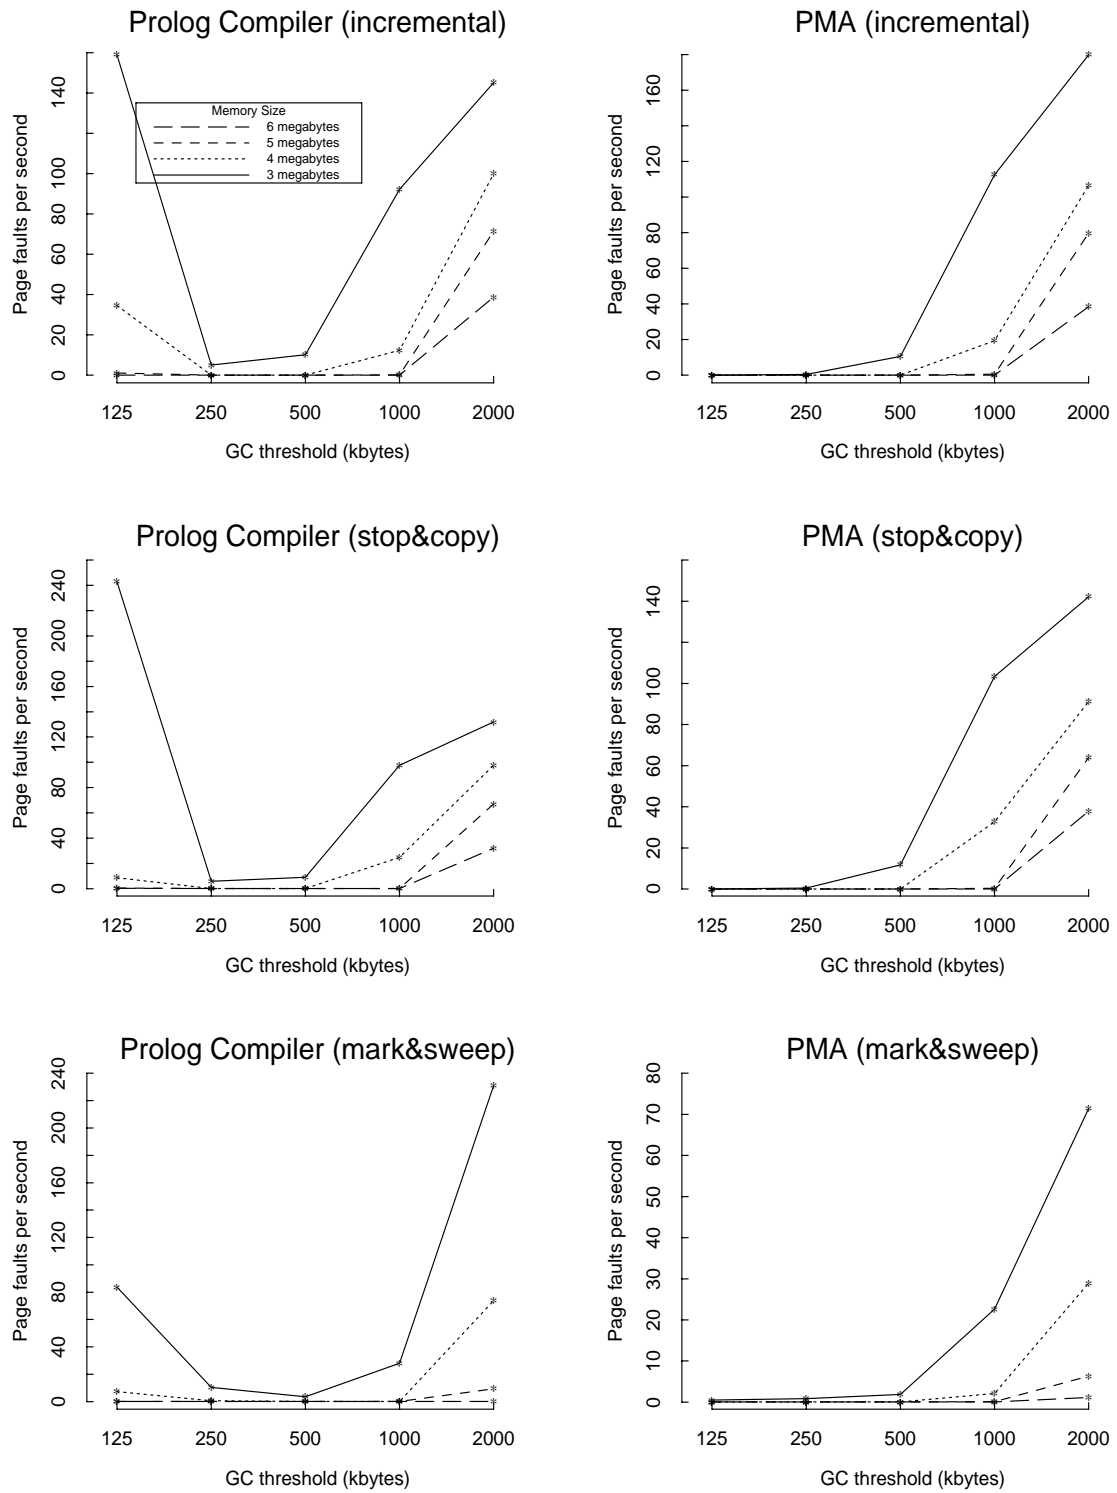 Prolog Compiler (incremental)
Page faults per second
0 20 40 60 80 100 140
Memory Size
6 megabytes
5 megabytes
4 megabytes
3 megabytes
125 250 500 1000 2000
GC threshold (kbytes)
PMA (incremental)
Page faults per second
0 20 40 60 80 120 160
125 250 500 1000 2000
GC threshold (kbytes)
Prolog Compiler (stop&copy)
Page faults per second
0 40 80 120 160 200 240
125 250 500 1000 2000
GC threshold (kbytes)
PMA (stop&copy)
Page faults per second
0 20 40 60 80 100 140
125 250 500 1000 2000
GC threshold (kbytes)
Prolog Compiler (mark&sweep)
Page faults per second
0 40 80 120 160 200 240
125 250 500 1000 2000
GC threshold (kbytes)
PMA (mark&sweep)
Page faults per second
0 10 20 30 40 50 60 70 80
125 250 500 1000 2000
GC threshold (kbytes)